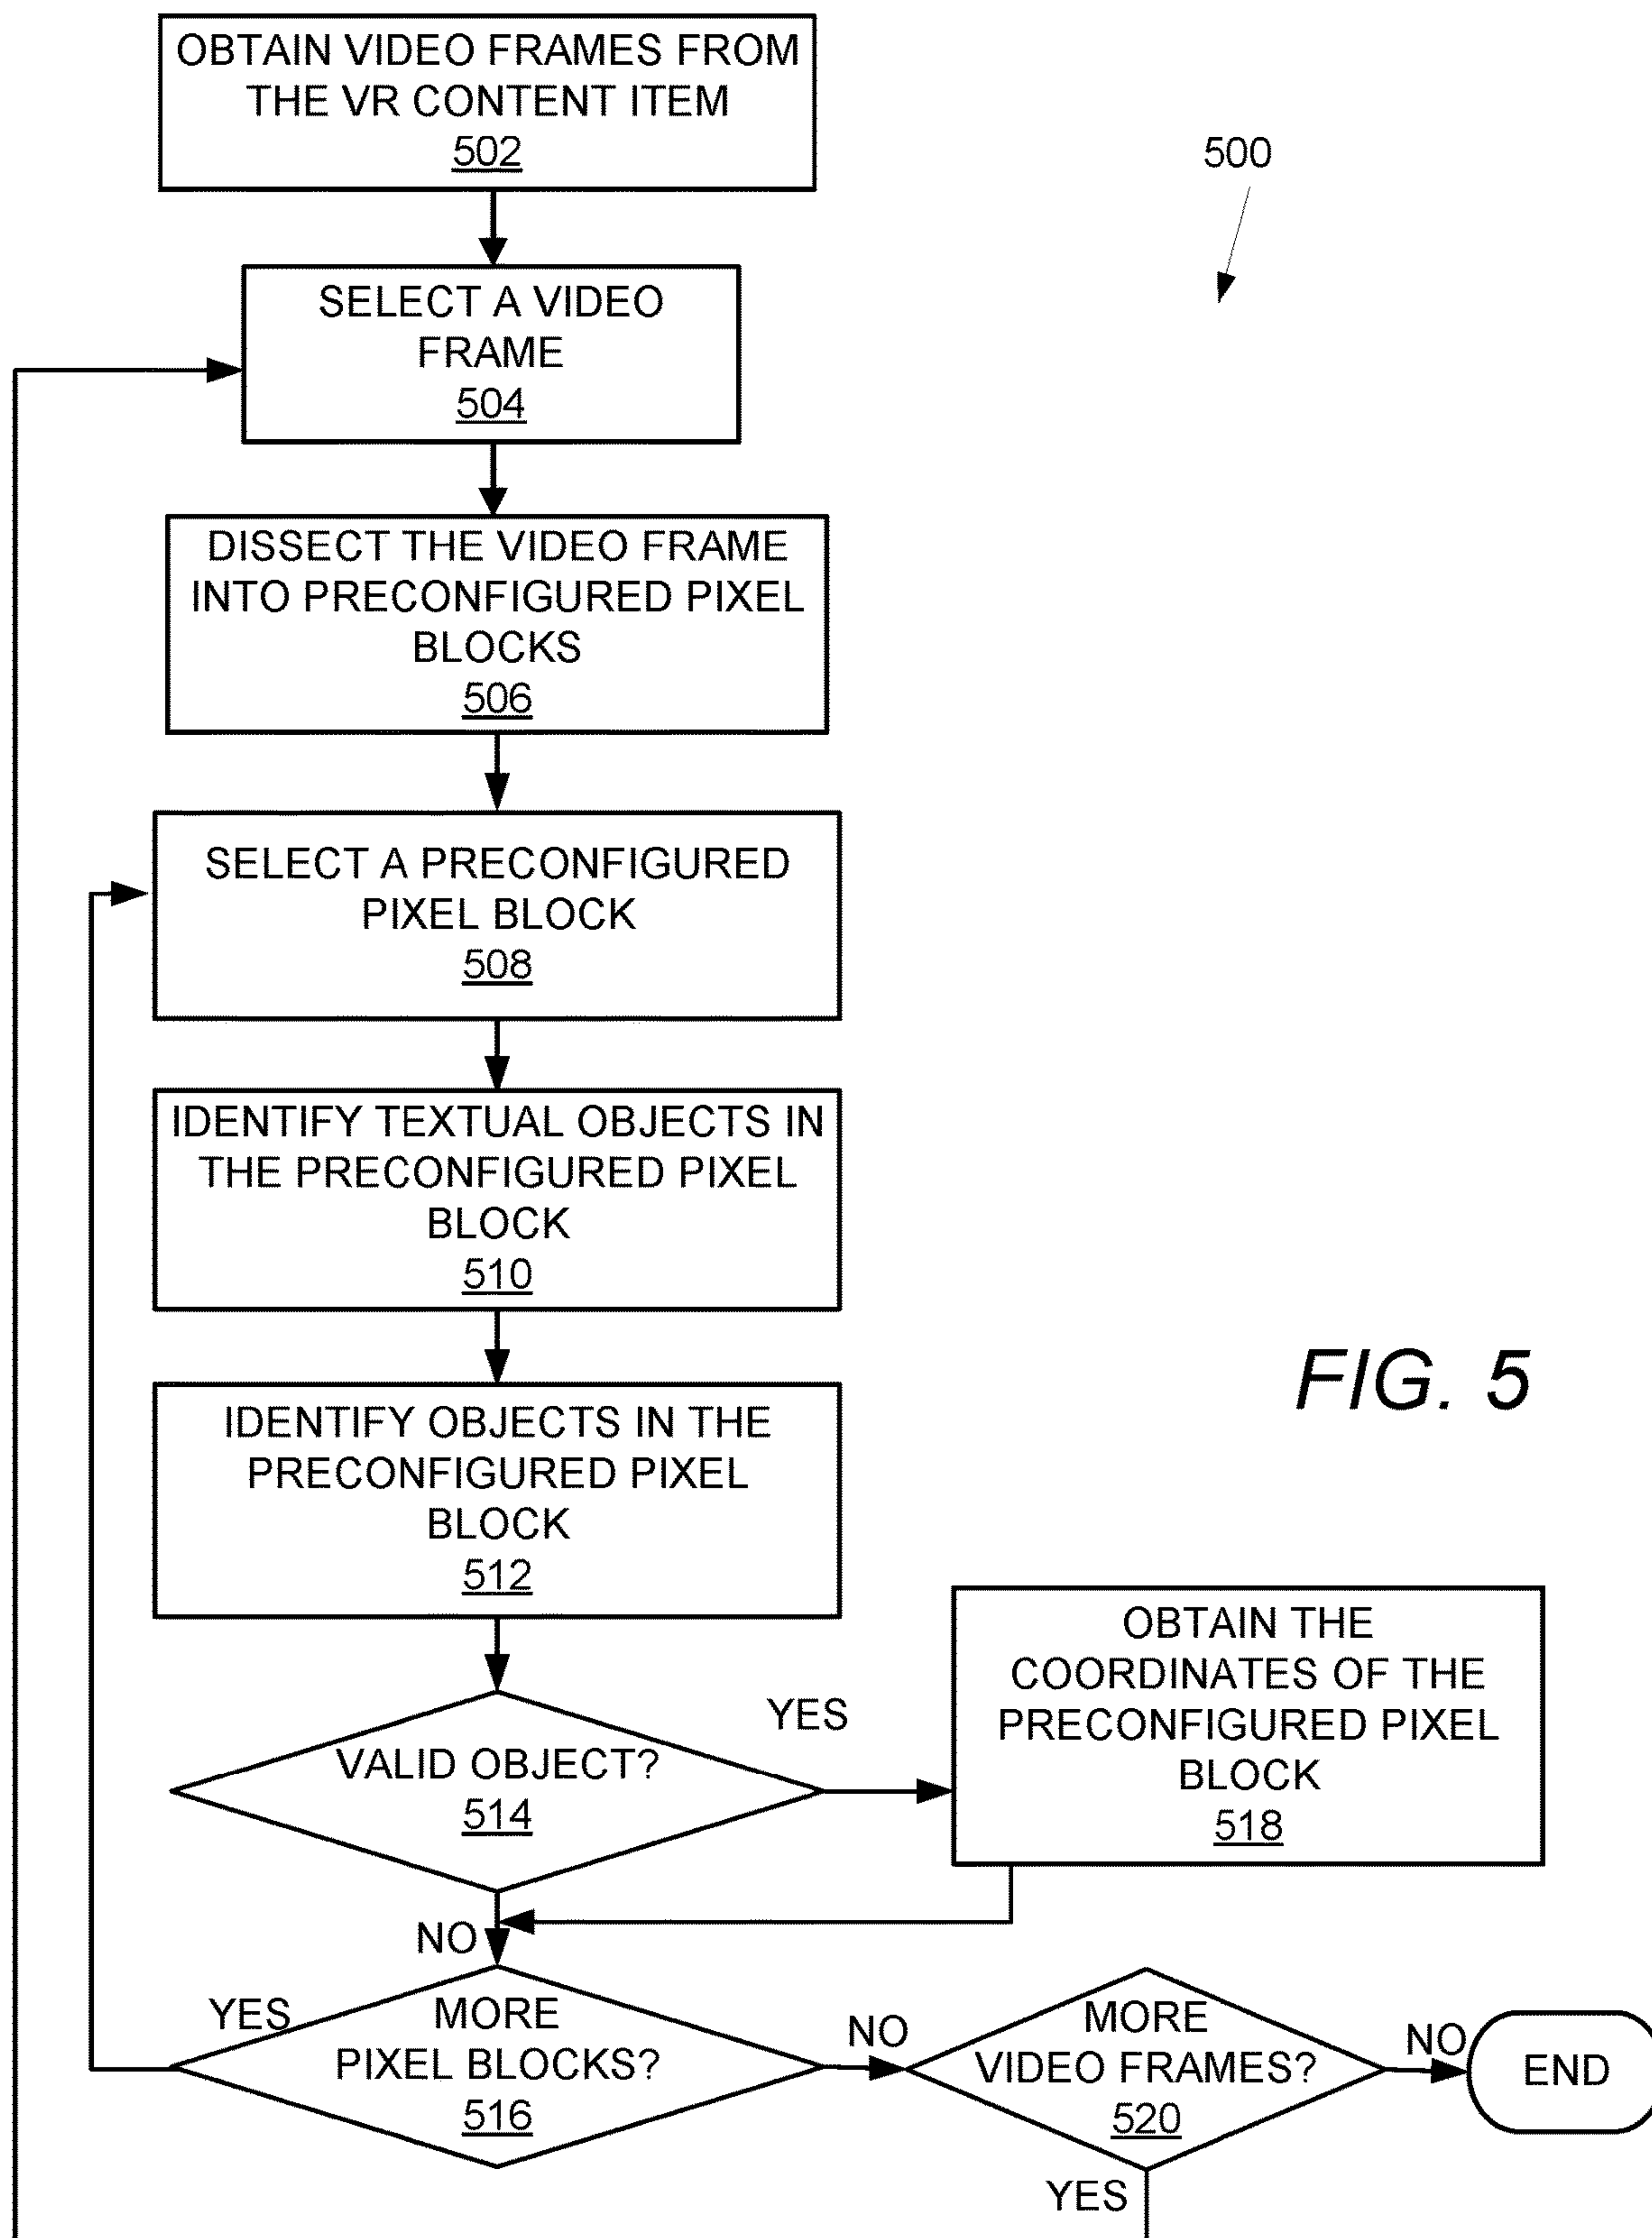 OBTAIN VIDEO FRAMES FROM
THE VR CONTENT ITEM
502
500
SELECT A VIDEO
FRAME
504
DISSECT THE VIDEO FRAME
INTO PRECONFIGURED PIXEL
BLOCKS
506
SELECT A PRECONFIGURED
PIXEL BLOCK
508
IDENTIFY TEXTUAL OBJECTS IN
THE PRECONFIGURED PIXEL
BLOCK
510
FIG. 5
IDENTIFY OBJECTS IN THE
PRECONFIGURED PIXEL
BLOCK
512
VALID OBJECT?
514
YES
OBTAIN THE
COORDINATES OF THE
PRECONFIGURED PIXEL
BLOCK
518
NO
YES
MORE
PIXEL BLOCKS?
516
NO
MORE
VIDEO FRAMES?
520
NO
END
YES